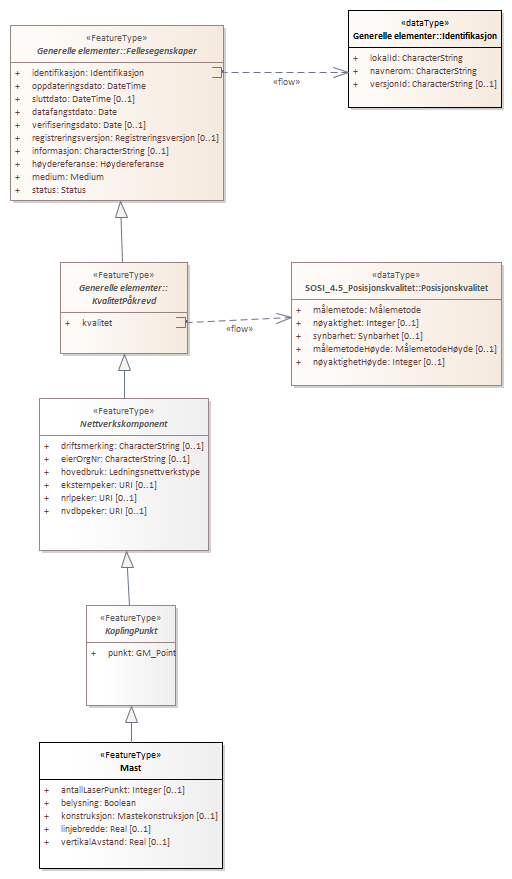 «FeatureType»
Generelle elementer::Fellesegenskaper
+ identifikasjon: Identifikasjon
+ oppdateringsdato: DateTime
+ sluttdato: DateTime [0..1]
+ datafangstdato: Date
+ verifiseringsdato: Date [0..1]
+ registreringsversjon: Registreringsversjon [0..1]
+ informasjon: CharacterString [0..1]
+ høydereferanse: Høydereferanse
+ medium: Medium
+ status: Status
«flow»
«dataType»
Generelle elementer::Identifikasjon
+ lokalId: CharacterString
+ navnerom: CharacterString
+ versjonId: CharacterString [0..1]
«FeatureType»
Generelle elementer::
KvalitetPåkrevd
+ kvalitet
«flow»
«dataType»
SOSI_4.5_Posisjonskvalitet::Posisjonskvalitet
+ målemetode: Målemetode
+ nøyaktighet: Integer [0..1]
+ synbarhet: Synbarhet [0..1]
+ målemetodeHøyde: MålemetodeHøyde [0..1]
+ nøyaktighetHøyde: Integer [0..1]
«FeatureType»
Nettverkskomponent
+ driftsmerking: CharacterString [0..1]
+ eierOrgNr: CharacterString [0..1]
+ hovedbruk: Ledningsnettverkstype
+ eksternpeker: URI [0..1]
+ nrlpeker: URI [0..1]
+ nvdbpeker: URI [0..1]
«FeatureType»
KoplingPunkt
+ punkt: GM_Point
«FeatureType»
Mast
+ antallLaserPunkt: Integer [0..1]
+ belysning: Boolean
+ konstruksjon: Mastekonstruksjon [0..1]
+ linjebredde: Real [0..1]
+ vertikalAvstand: Real [0..1]